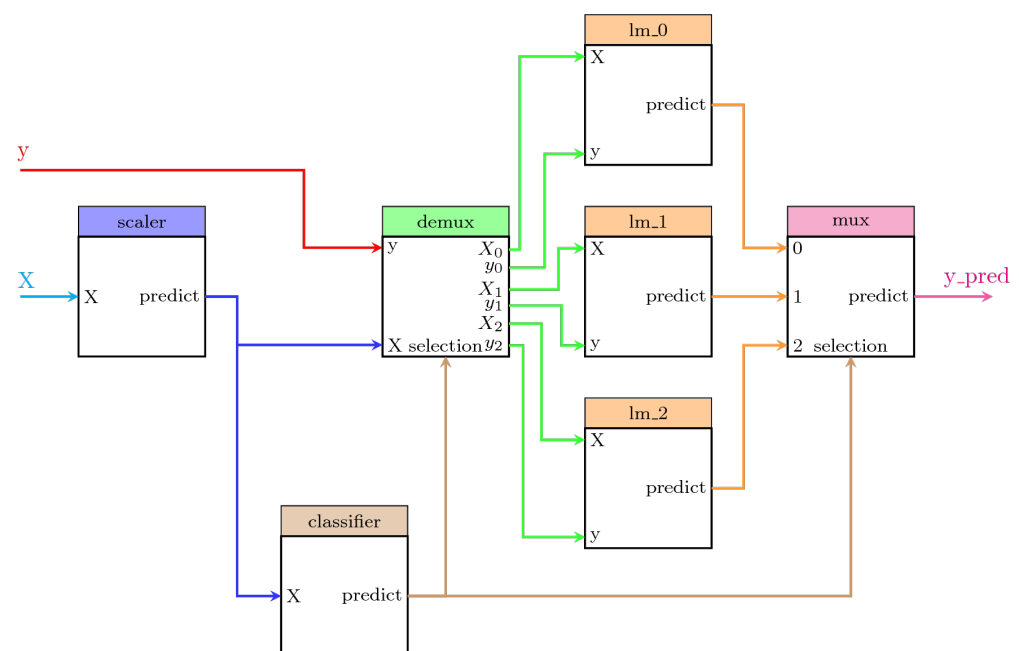 y
X
scaler
X
predict
demux
y
X
selection
X₀
y₀
X₁
y₁
X₂
y₂
classifier
X
predict
lm_0
X
predict
y
lm_1
X
predict
y
lm_2
X
predict
y
mux
0
1
2
predict
selection
y_pred